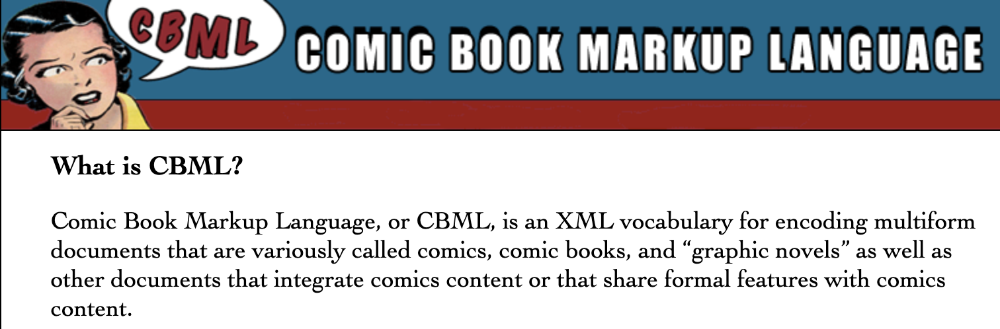 CBML
COMIC BOOK MARKUP LANGUAGE
What is CBML?
Comic Book Markup Language, or CBML, is an XML vocabulary for encoding multiform
documents that are variously called comics, comic books, and “graphic novels” as well as
other documents that integrate comics content or that share formal features with comics
content.